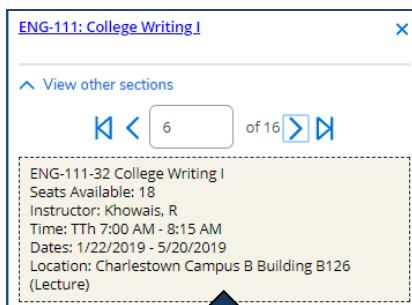 ENG-111: College Writing I
View other sections
6 of 16
ENG-111-32 College Writing I
Seats Available: 18
Instructor: Khowais, R
Time: TTh 7:00 AM - 8:15 AM
Dates: 1/22/2019 - 5/20/2019
Location: Charlestown Campus B Building B126
(Lecture)